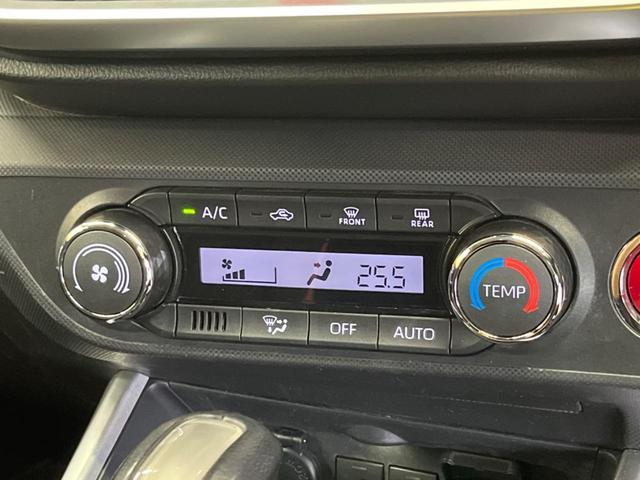 A/C FRONT REAR
25.5
TEMP
OFF AUTO